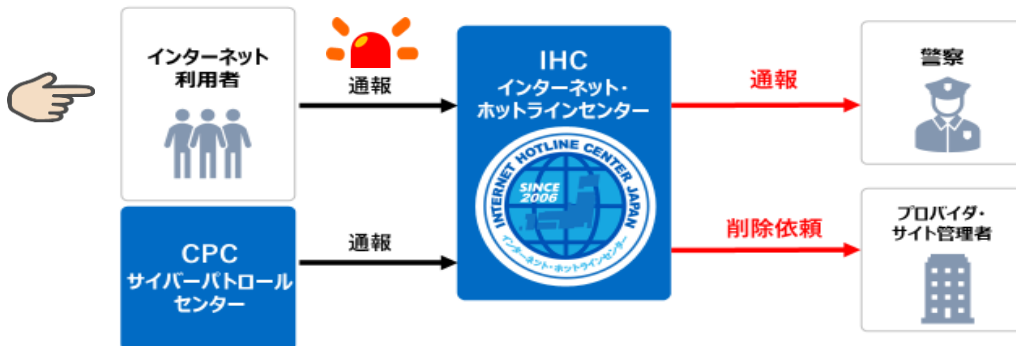 インターネット
利用者
通報
IHC
インターネット・
ホットラインセンター
INTERNET HOTLINE CENTER JAPAN
SINCE
2006
インターネット・ホットラインセンター
通報
警察
CPC
サイバーパトロール
センター
通報
削除依頼
プロバイダ・
サイト管理者